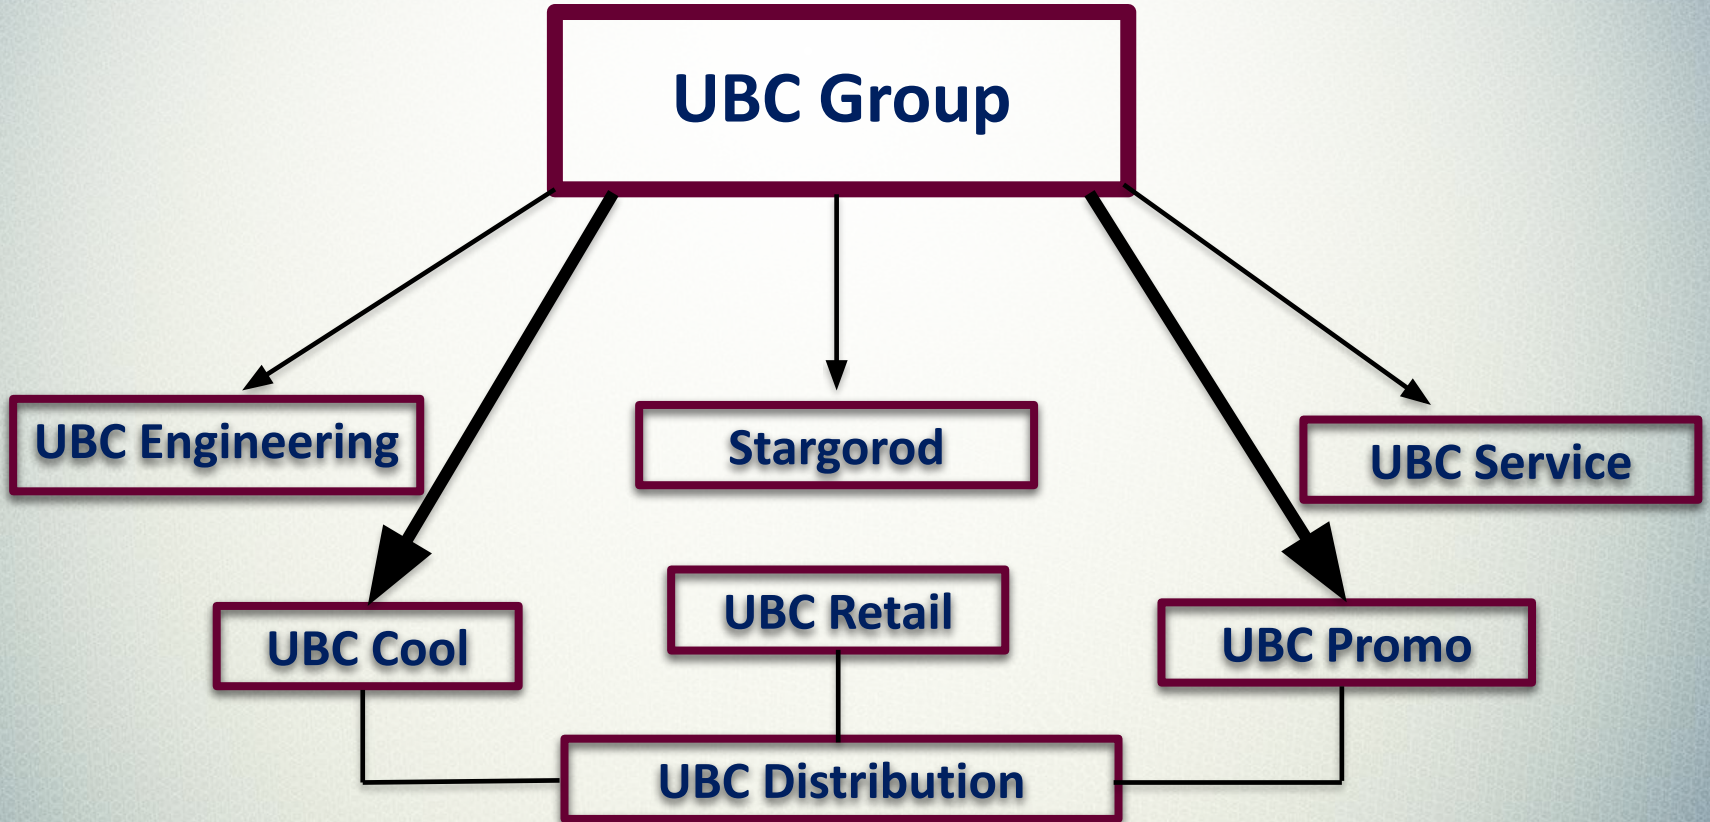 UBC Group
UBC Engineering
Stargorod
UBC Service
UBC Cool
UBC Retail
UBC Promo
UBC Distribution